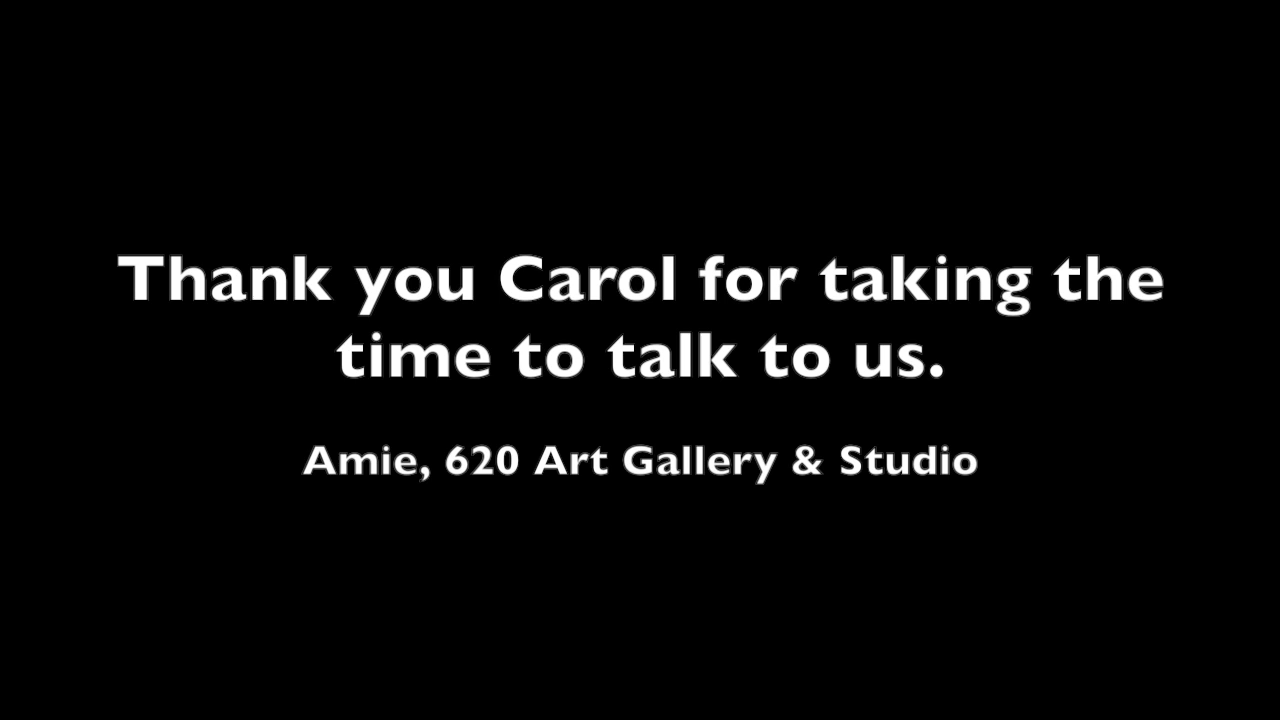 Thank you Carol for taking the
time to talk to us.
Amie, 620 Art Gallery & Studio